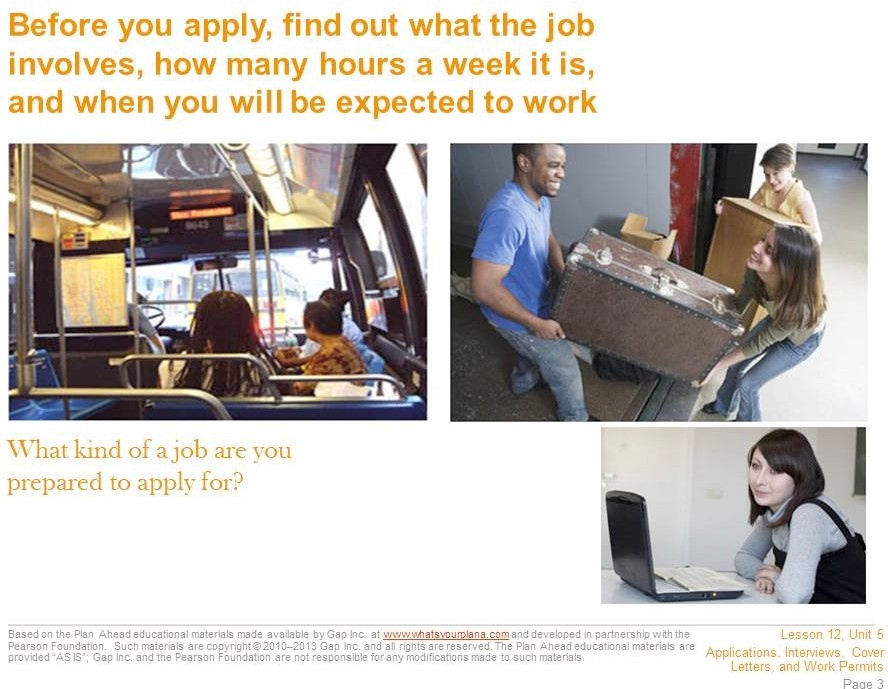 Before you apply, find out what the job
involves, how many hours a week it is,
and when you will be expected to work
8643
What kind of a job are you
prepared to apply for?
Based on the Plan Ahead educational materials made available by Gap Inc. at www.whatsyourplana.com and developed in partnership with the
Pearson Foundation. Such materials are copyright © 2010–2013 Gap Inc. and all rights are reserved. The Plan Ahead educational materials are
provided “AS IS”; Gap Inc. and the Pearson Foundation are not responsible for any modifications made to such materials.
Lesson 12, Unit 5
Applications, Interviews, Cover
Letters, and Work Permits
Page 3